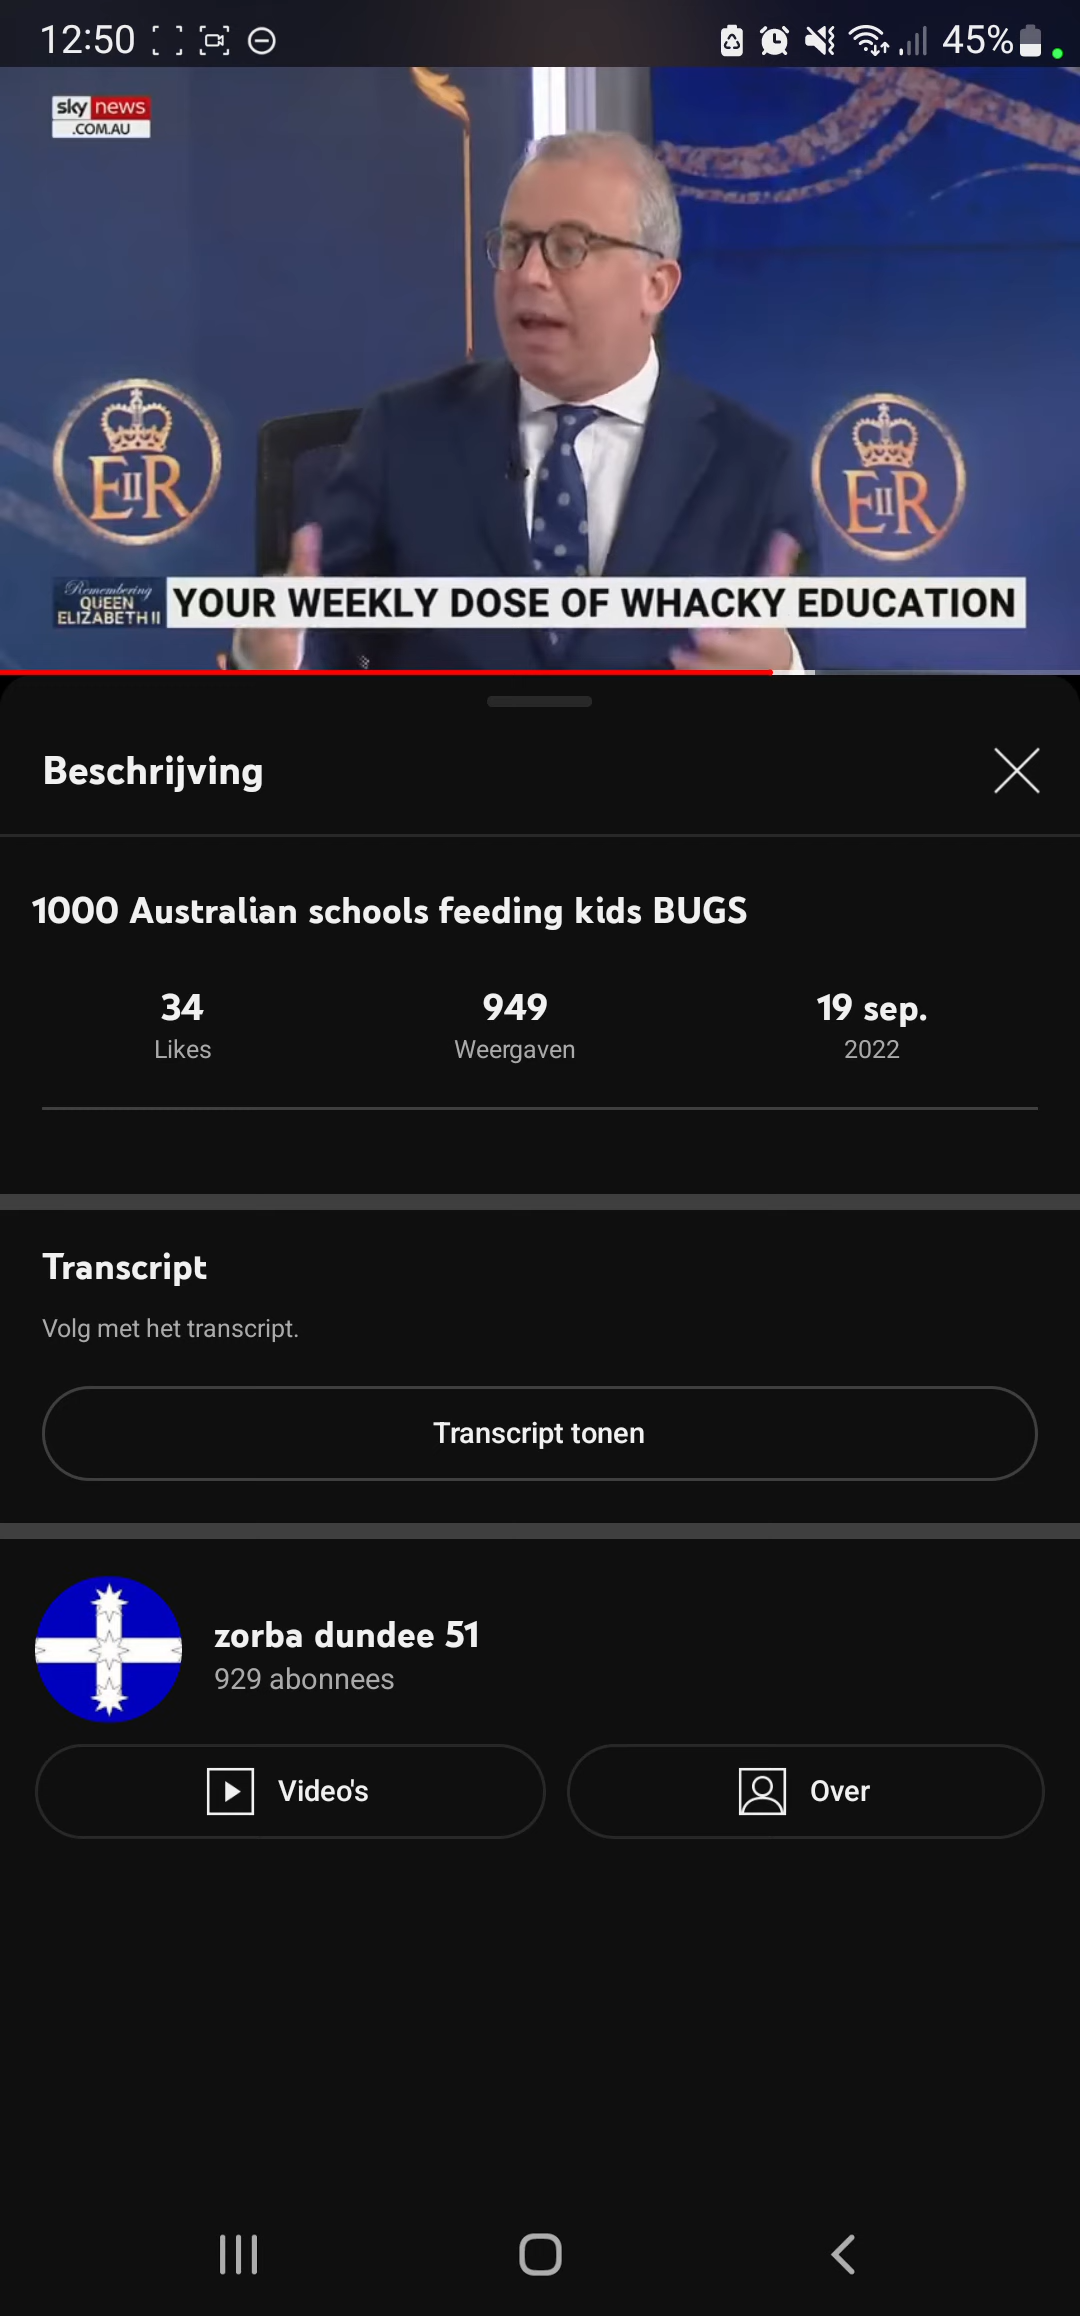 12:50
45%
sky news
.COM.AU
EIIR
EIIR
Remembering
QUEEN
ELIZABETH II
YOUR WEEKLY DOSE OF WHACKY EDUCATION
Beschrijving
1000 Australian schools feeding kids BUGS
34
Likes
949
Weergaven
19 sep.
2022
Transcript
Volg met het transcript.
Transcript tonen
zorba dundee 51
929 abonnees
Video's
Over